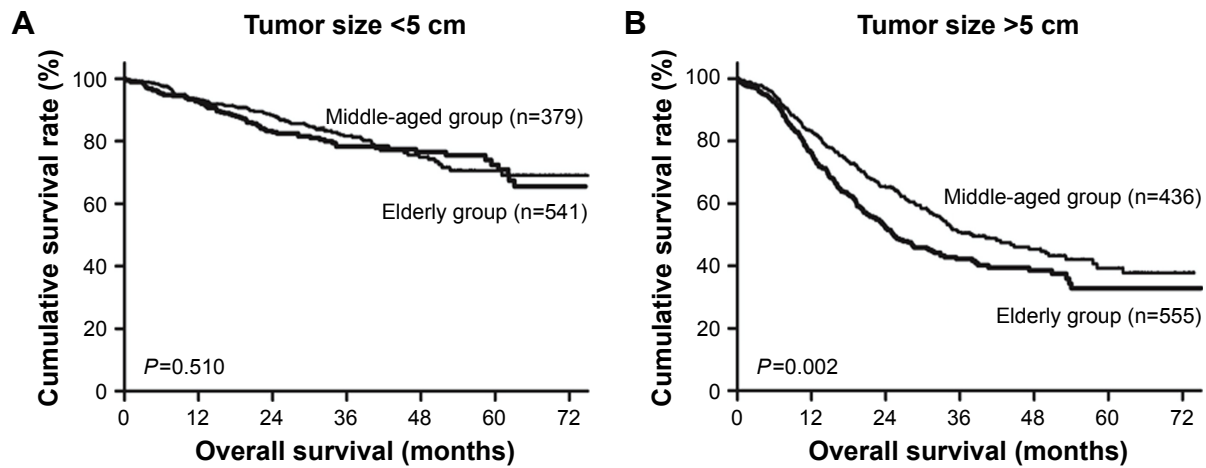 A
Tumor size <5 cm
Cumulative survival rate (%)
100
80
60
40
20
0
Middle-aged group (n=379)
Elderly group (n=541)
P=0.510
0 12 24 36 48 60 72
Overall survival (months)
B
Tumor size >5 cm
Cumulative survival rate (%)
100
80
60
40
20
0
Middle-aged group (n=436)
Elderly group (n=555)
P=0.002
0 12 24 36 48 60 72
Overall survival (months)